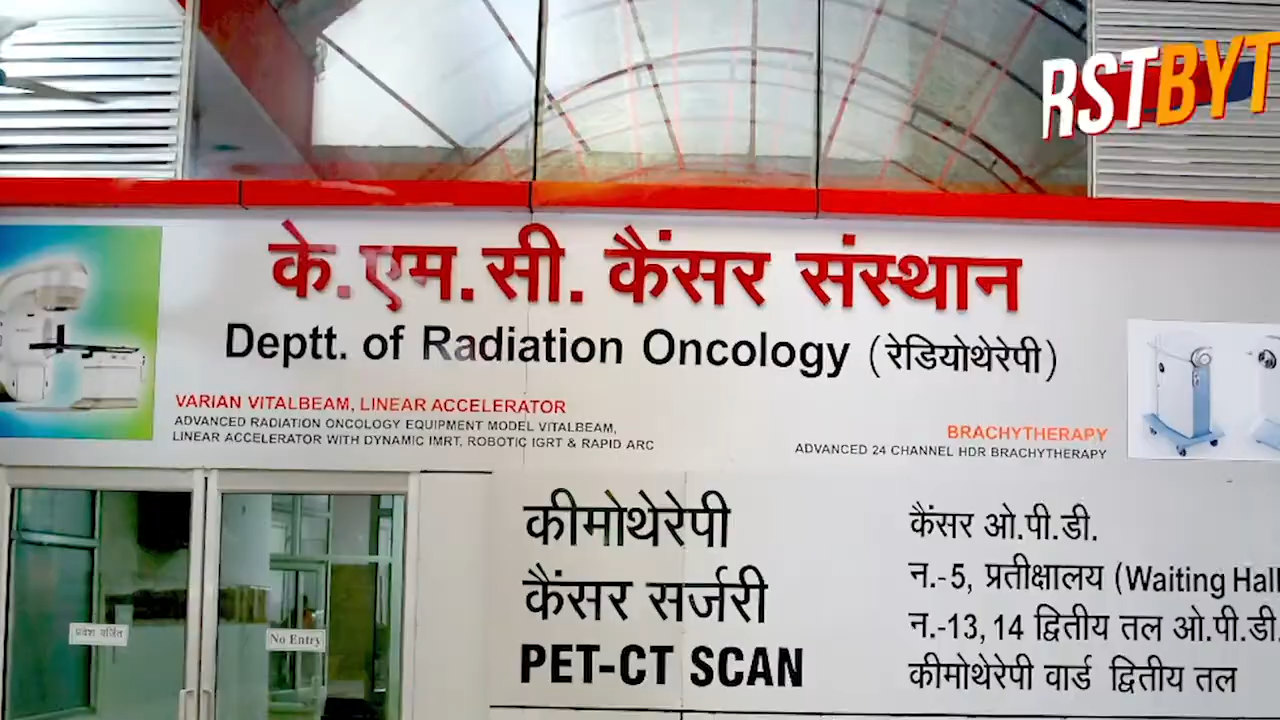 RSTBYT
के.एम.सी. कैंसर संस्थान
Deptt. of Radiation Oncology (रेडियोथेरेपी)
VARIAN VITALBEAM, LINEAR ACCELERATOR
ADVANCED RADIATION ONCOLOGY EQUIPMENT MODEL VITALBEAM,
LINEAR ACCELERATOR WITH DYNAMIC IMRT, ROBOTIC IGRT & RAPID ARC
BRACHYTHERAPY
ADVANCED 24 CHANNEL HDR BRACHYTHERAPY
कीमोथेरेपी
कैंसर सर्जरी
PET-CT SCAN
कैंसर ओ.पी.डी.
न.-5, प्रतीक्षालय (Waiting Hall
न.-13, 14 द्वितीय तल ओ.पी.डी.
कीमोथेरेपी वार्ड द्वितीय तल
प्रवेश वर्जित
No Entry